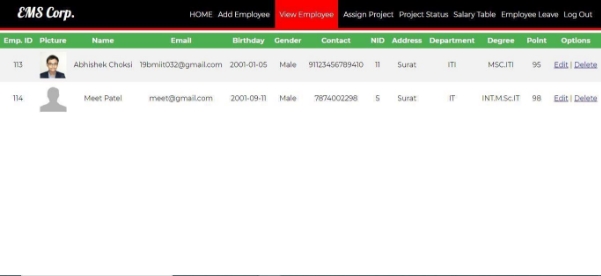 EMS Corp.
HOME Add Employee View Employee Assign Project Project Status Salary Table Employee Leave Log Out
Emp. ID Picture Name Email Birthday Gender Contact NID Address Department Degree Point Options
113 Abhishek Choksi 19bmiit032@gmail.com 2001-01-05 Male 91123456789410 11 Surat ITI MSC.ITI 95 Edit | Delete
114 Meet Patel meet@gmail.com 2001-09-11 Male 7874002298 5 Surat IT INT.M.Sc.IT 98 Edit | Delete